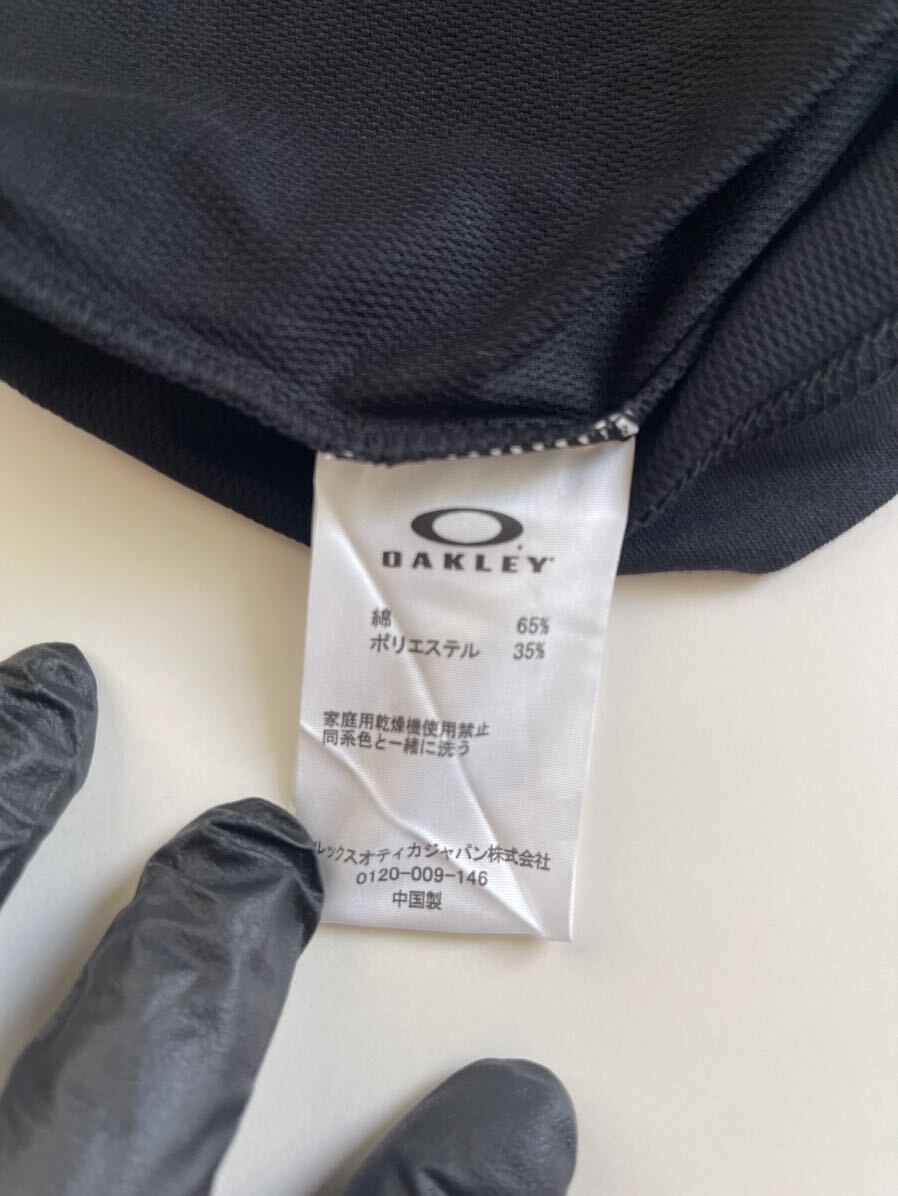 OAKLEY
綿 65%
ポリエステル 35%
家庭用乾燥機使用禁止
同系色と一緒に洗う
ルックスオティカジャパン株式会社
0120-009-146
中国製